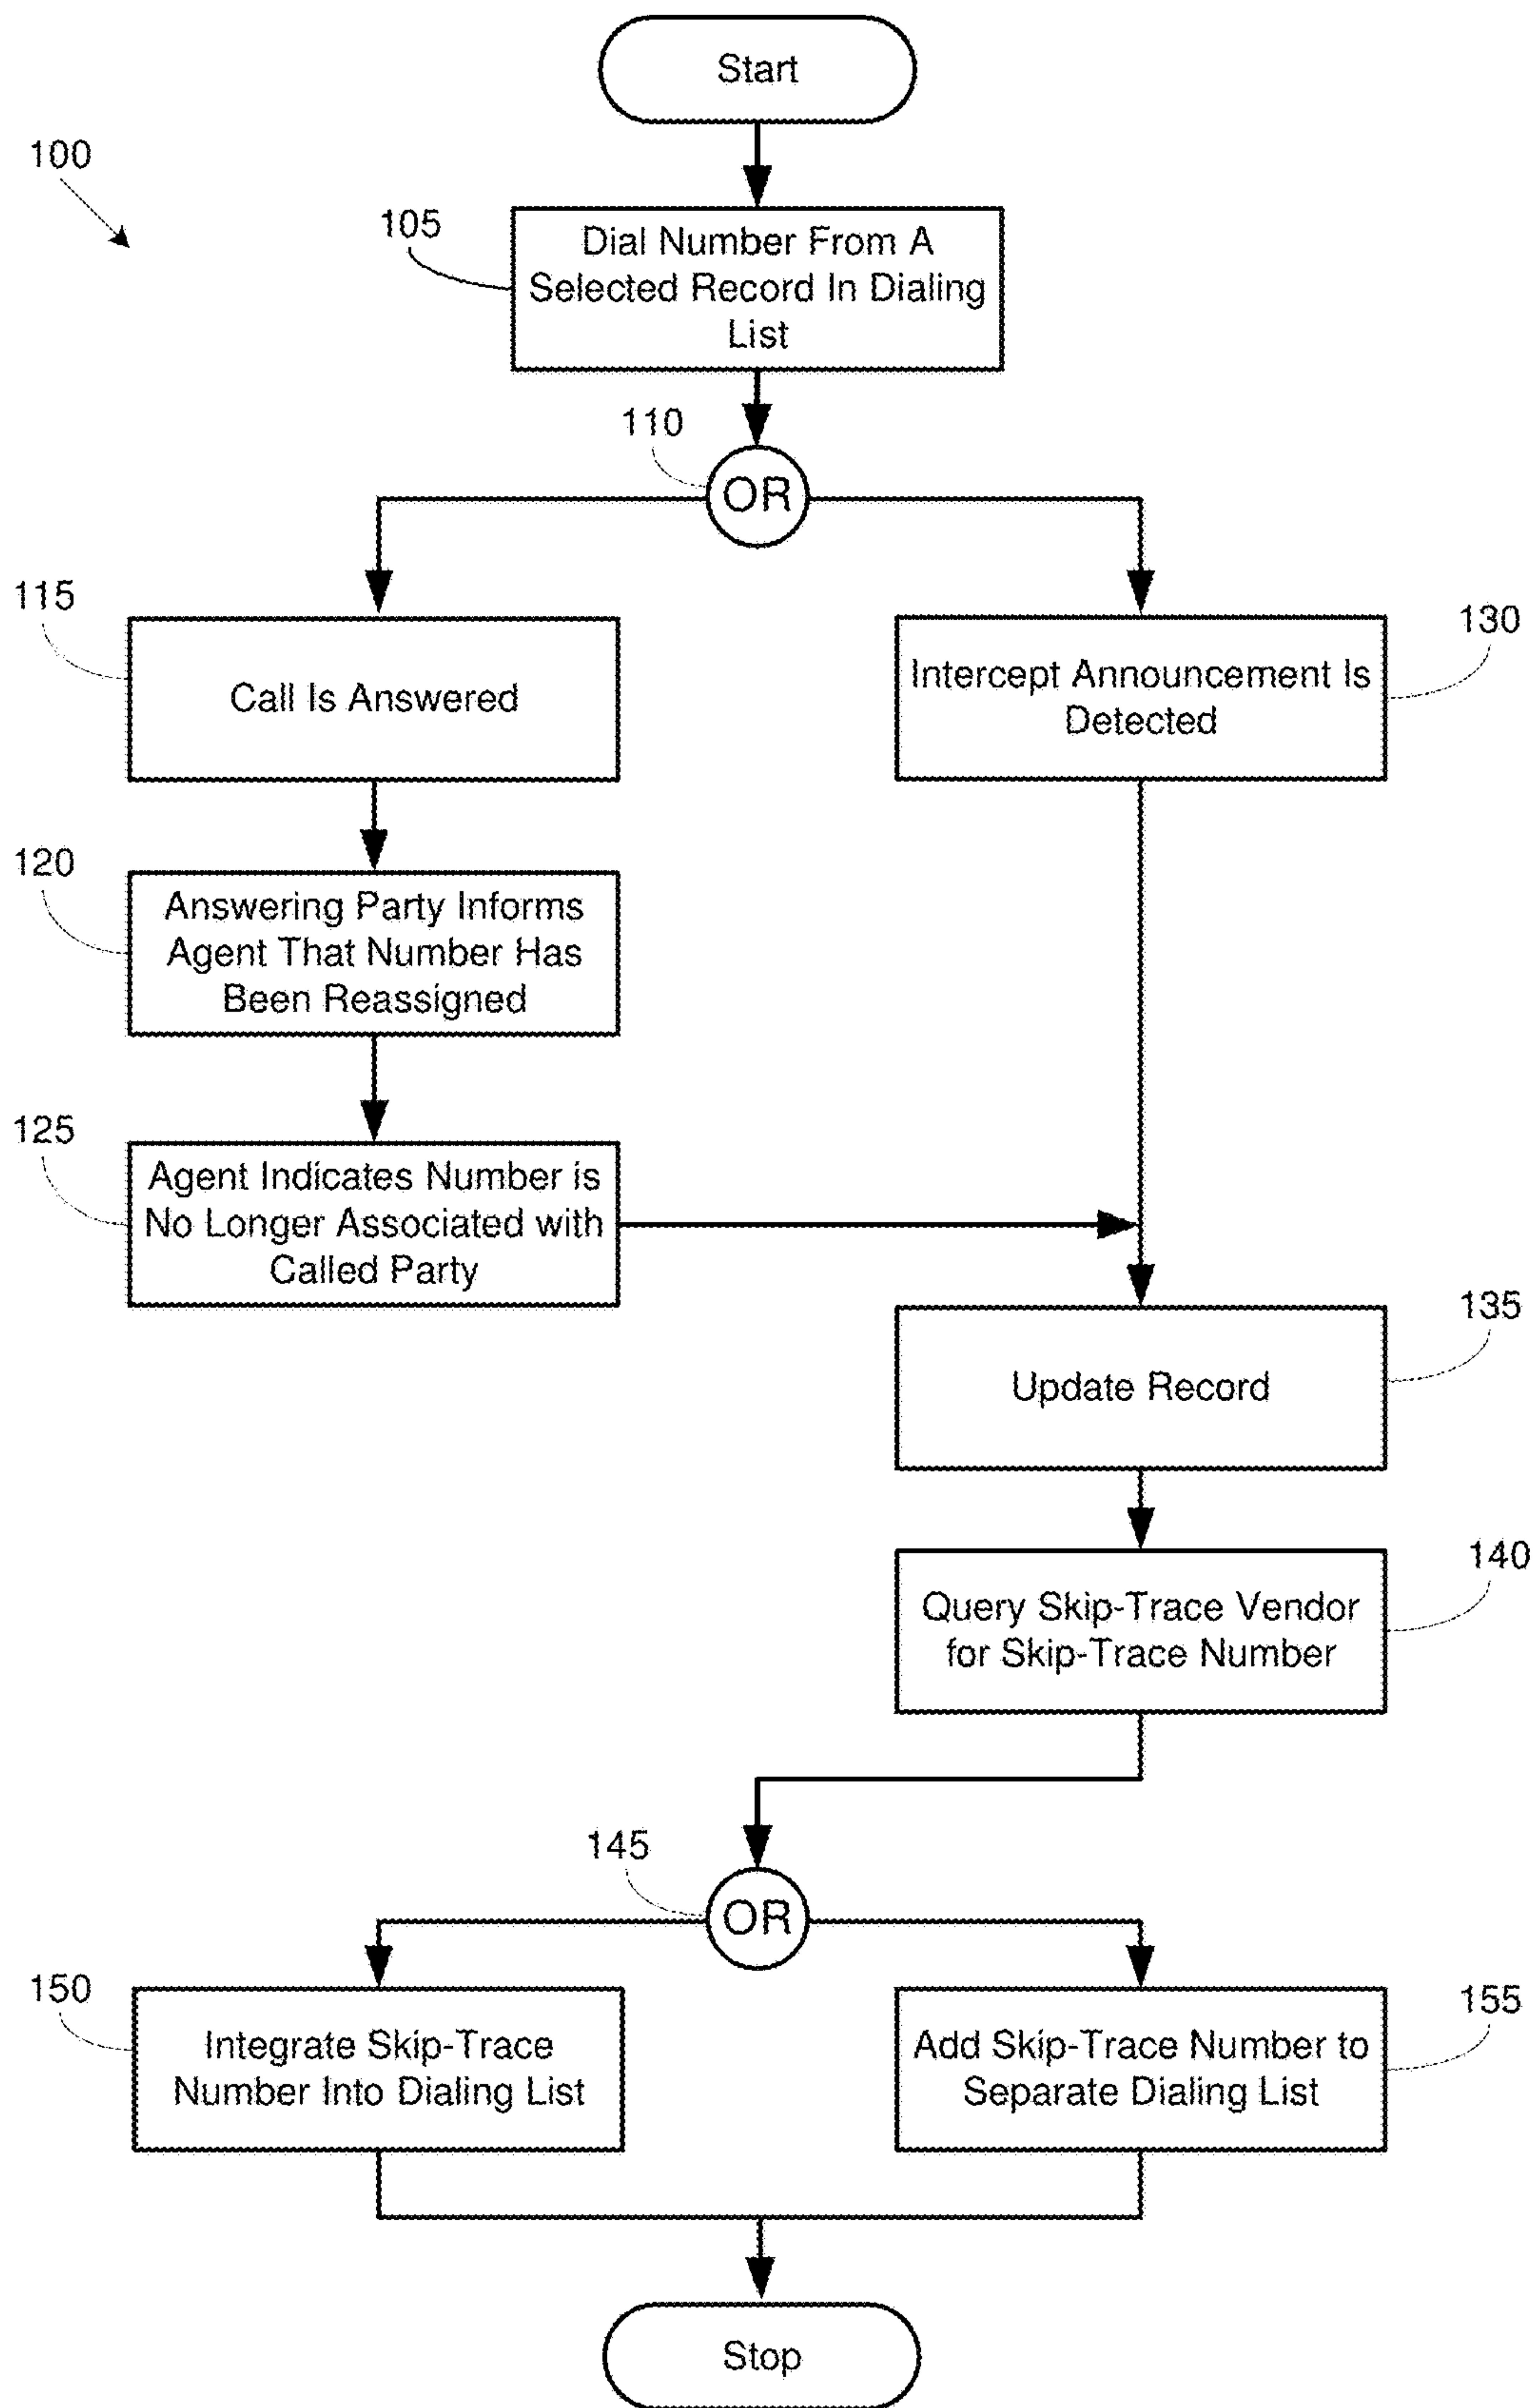 Start
100
105
Dial Number From A
Selected Record In Dialing
List
110
OR
115
Call Is Answered
130
Intercept Announcement Is
Detected
120
Answering Party Informs
Agent That Number Has
Been Reassigned
125
Agent Indicates Number is
No Longer Associated with
Called Party
135
Update Record
140
Query Skip-Trace Vendor
for Skip-Trace Number
145
OR
150
Integrate Skip-Trace
Number Into Dialing List
155
Add Skip-Trace Number to
Separate Dialing List
Stop